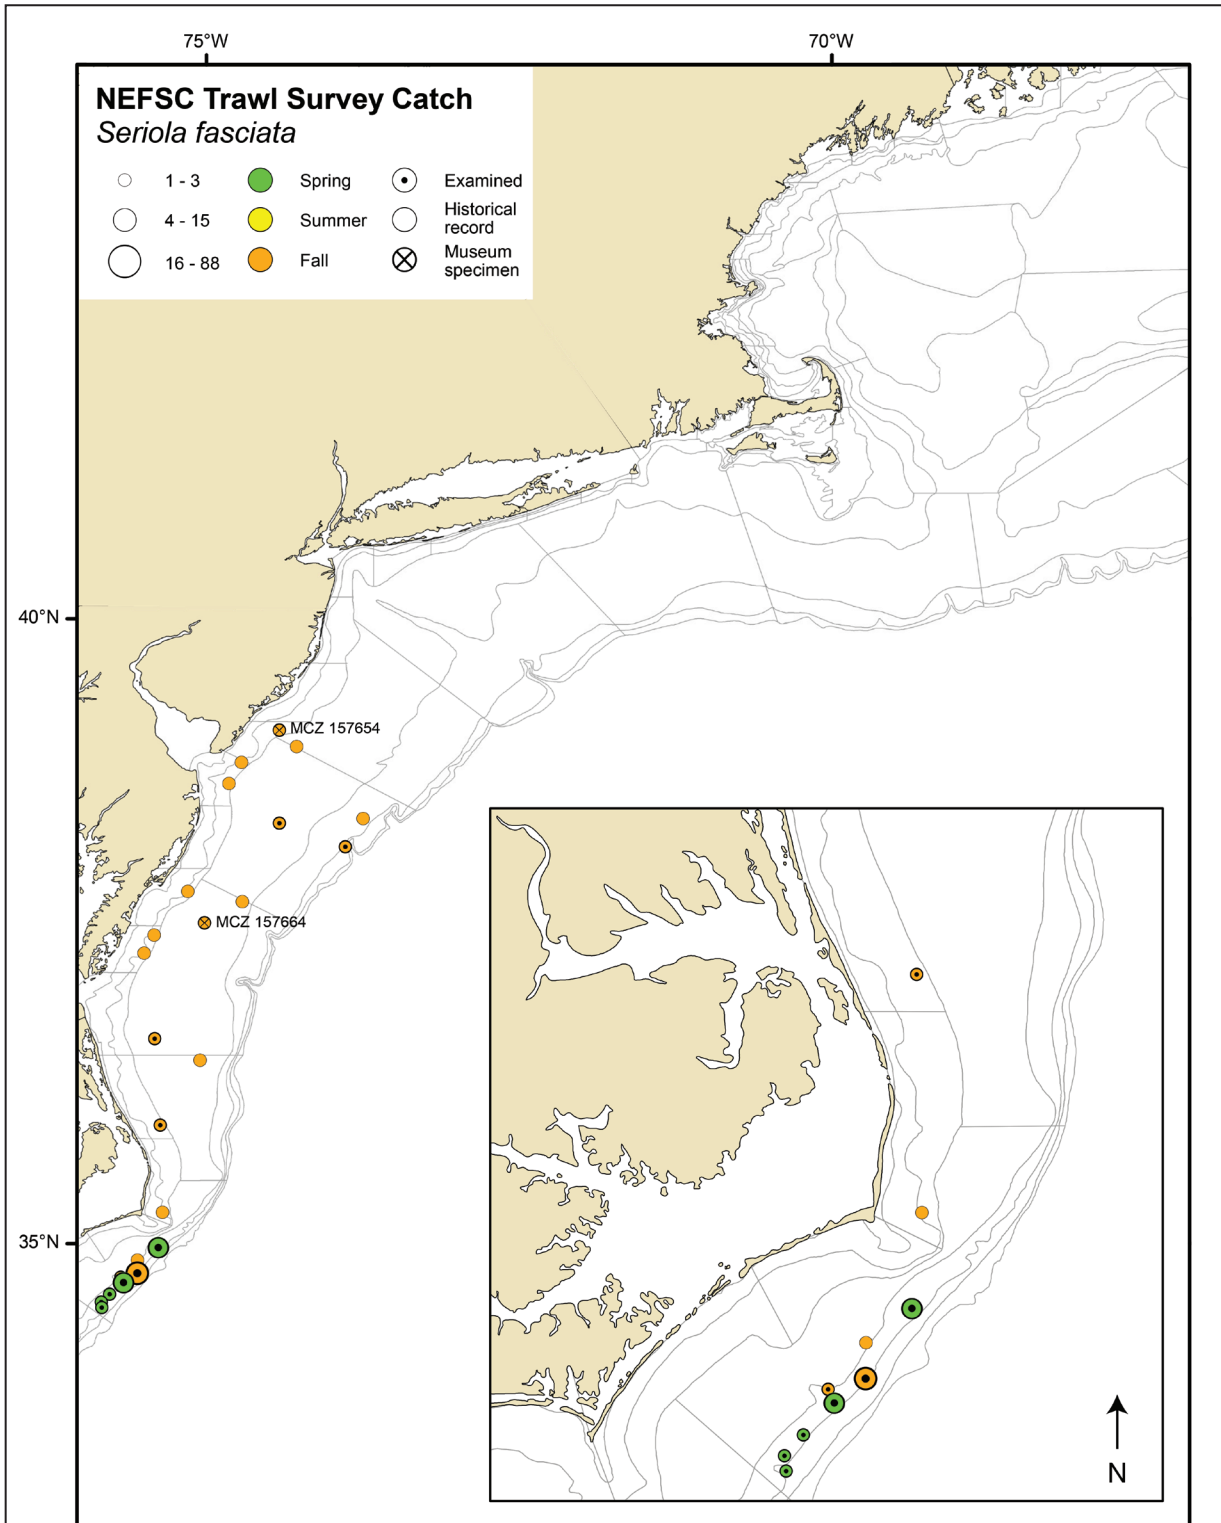 75°W
70°W
NEFSC Trawl Survey Catch
Seriola fasciata
1 - 3
Spring
Examined
4 - 15
Summer
Historical
record
16 - 88
Fall
Museum
specimen
40°N
MCZ 157654
MCZ 157664
35°N
N